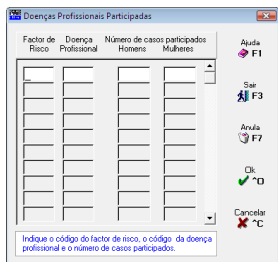 Doenças Profissionais Participadas
Factor de Risco
Doença Profissional
Número de casos participados
Homens Mulheres
Ajuda
F1
Sair
F3
Anula
F7
Ok
^O
Cancelar
^C
Indique o código do factor de risco, o código da doença
profissional e o número de casos participados.